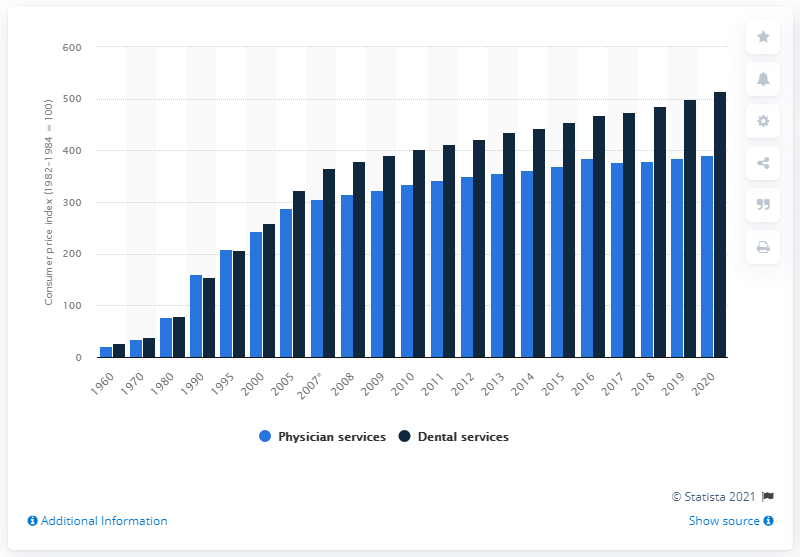 600
500
400
300
200
100
0
Consumer price index (1982-1984 = 100)
1960 1970 1980 1990 1995 2000 2005 2007* 2008 2009 2010 2011 2012 2013 2014 2015 2016 2017 2018 2019 2020
Physician services Dental services
© Statista 2021
Additional Information Show source